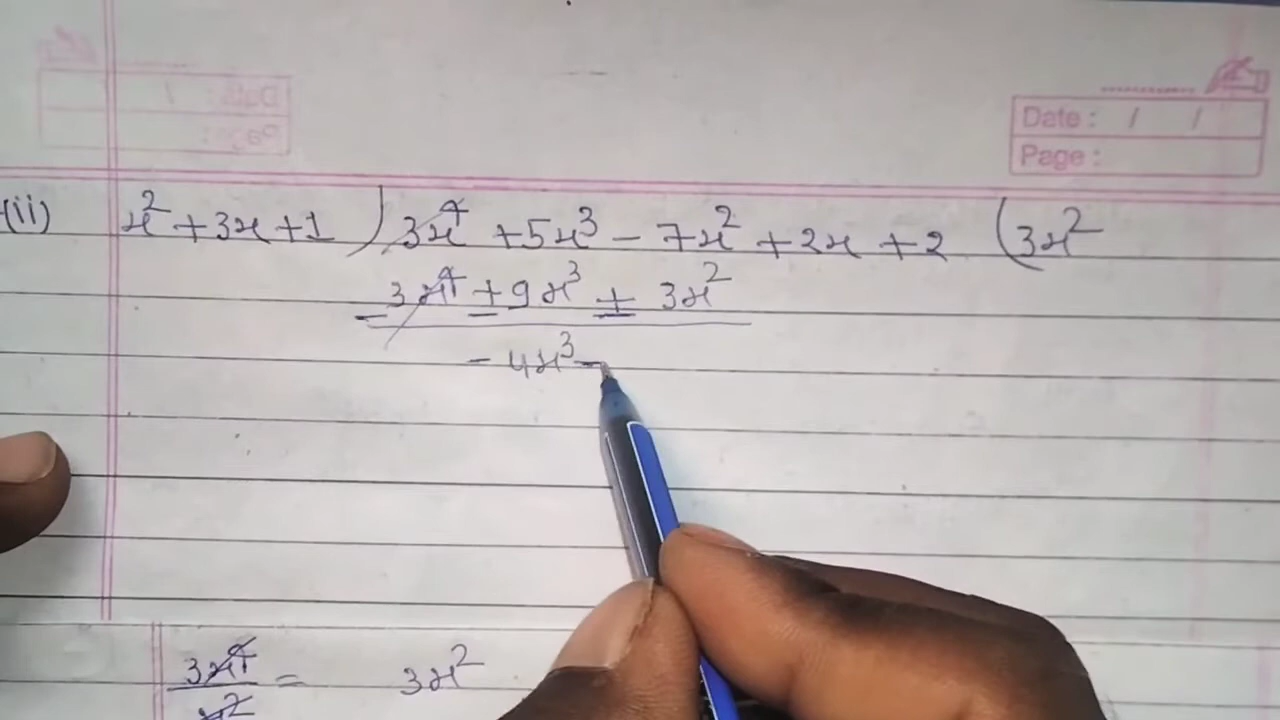 Date : / /
Page :
(ii) x² + 3x + 1 ) 3x⁴ + 5x³ - 7x² + 2x + 2 ( 3x²
3x⁴ + 9x³ + 3x²
- - -
- 4x³ -
3x⁴/x² = 3x²